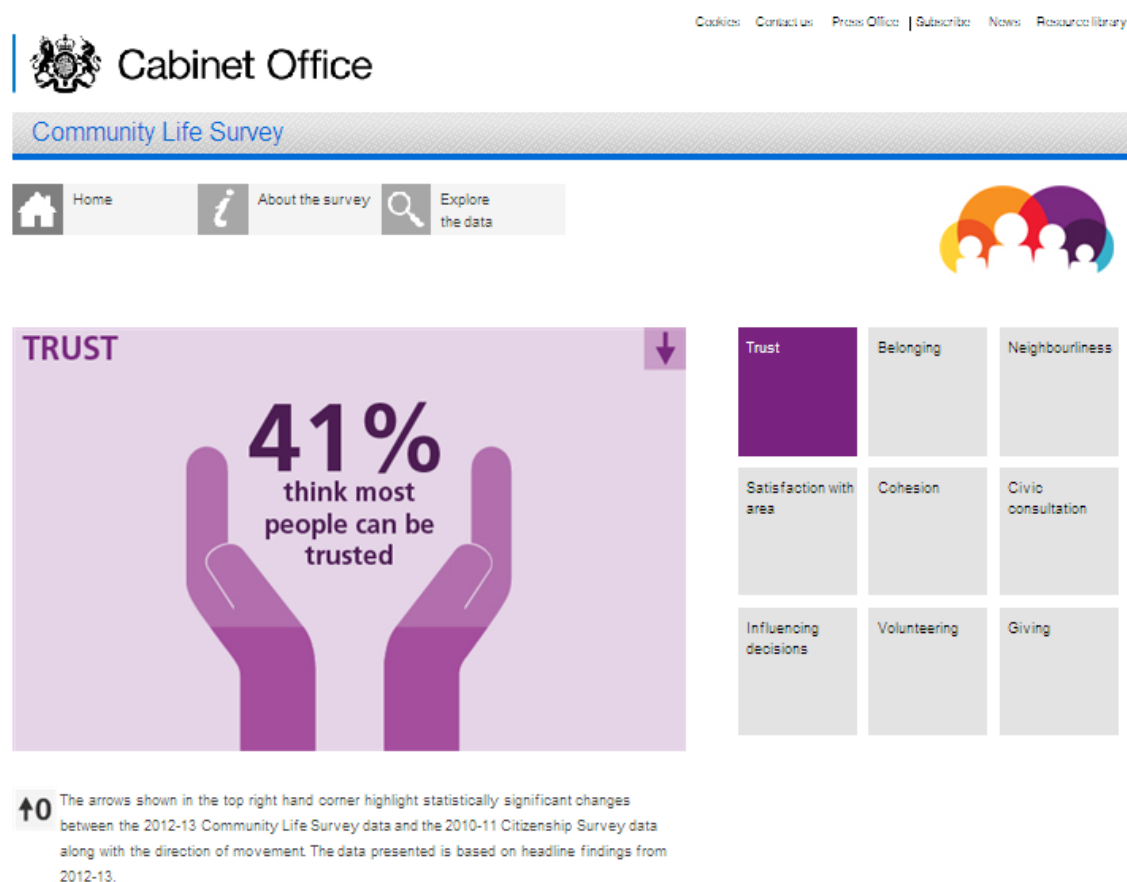 Cookies Contact us Press Office | Subscribe News Resource library
Cabinet Office
Community Life Survey
Home
About the survey
Explore
the data
TRUST
41%
think most
people can be
trusted
Trust
Belonging
Neighbourliness
Satisfaction with
area
Cohesion
Civic
consultation
Influencing
decisions
Volunteering
Giving
↑0
The arrows shown in the top right hand corner highlight statistically significant changes
between the 2012-13 Community Life Survey data and the 2010-11 Citizenship Survey data
along with the direction of movement. The data presented is based on headline findings from
2012-13.